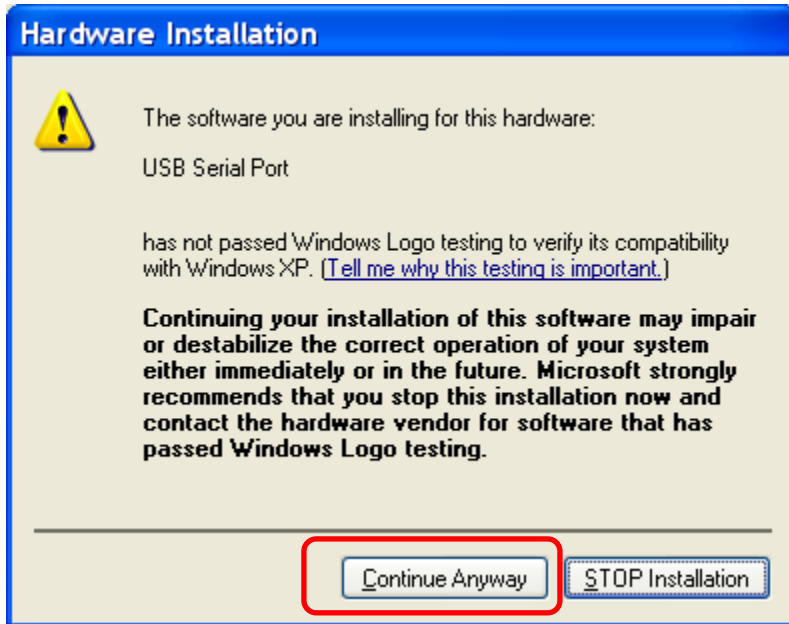 Hardware Installation
The software you are installing for this hardware:
USB Serial Port
has not passed Windows Logo testing to verify its compatibility
with Windows XP. (Tell me why this testing is important.)
Continuing your installation of this software may impair
or destabilize the correct operation of your system
either immediately or in the future. Microsoft strongly
recommends that you stop this installation now and
contact the hardware vendor for software that has
passed Windows Logo testing.
Continue Anyway STOP Installation